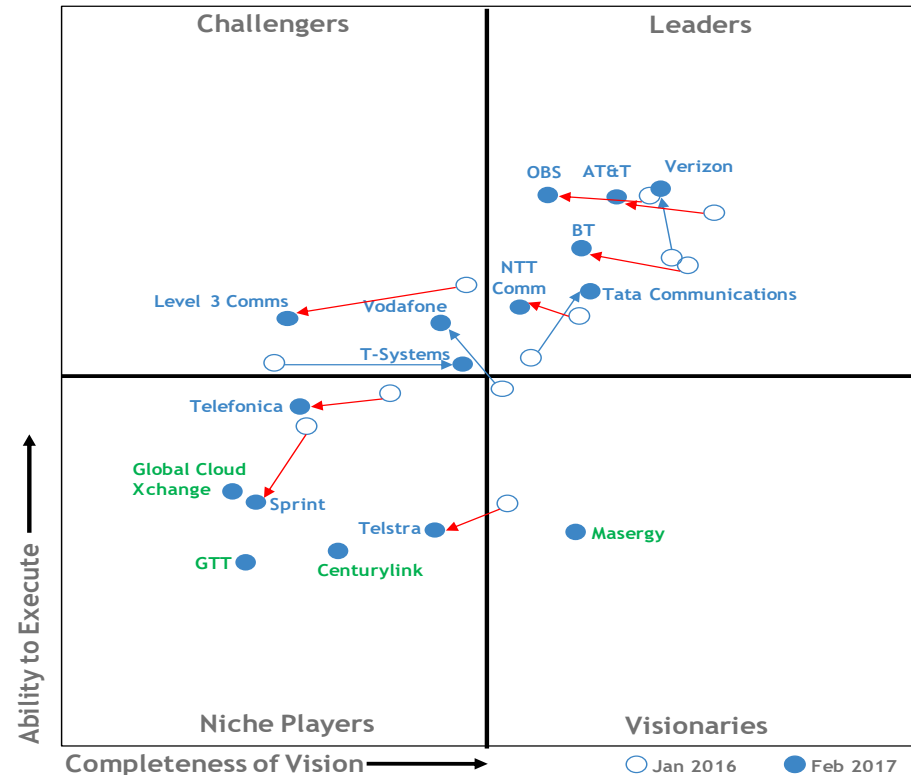 Challengers
Leaders
OBS
AT&T
Verizon
BT
NTT
Comm
Tata Communications
Level 3 Comms
Vodafone
T-Systems
Telefonica
Global Cloud
Xchange
Sprint
Telstra
Masergy
GTT
Centurylink
Ability to Execute
Niche Players
Visionaries
Completeness of Vision
Jan 2016
Feb 2017